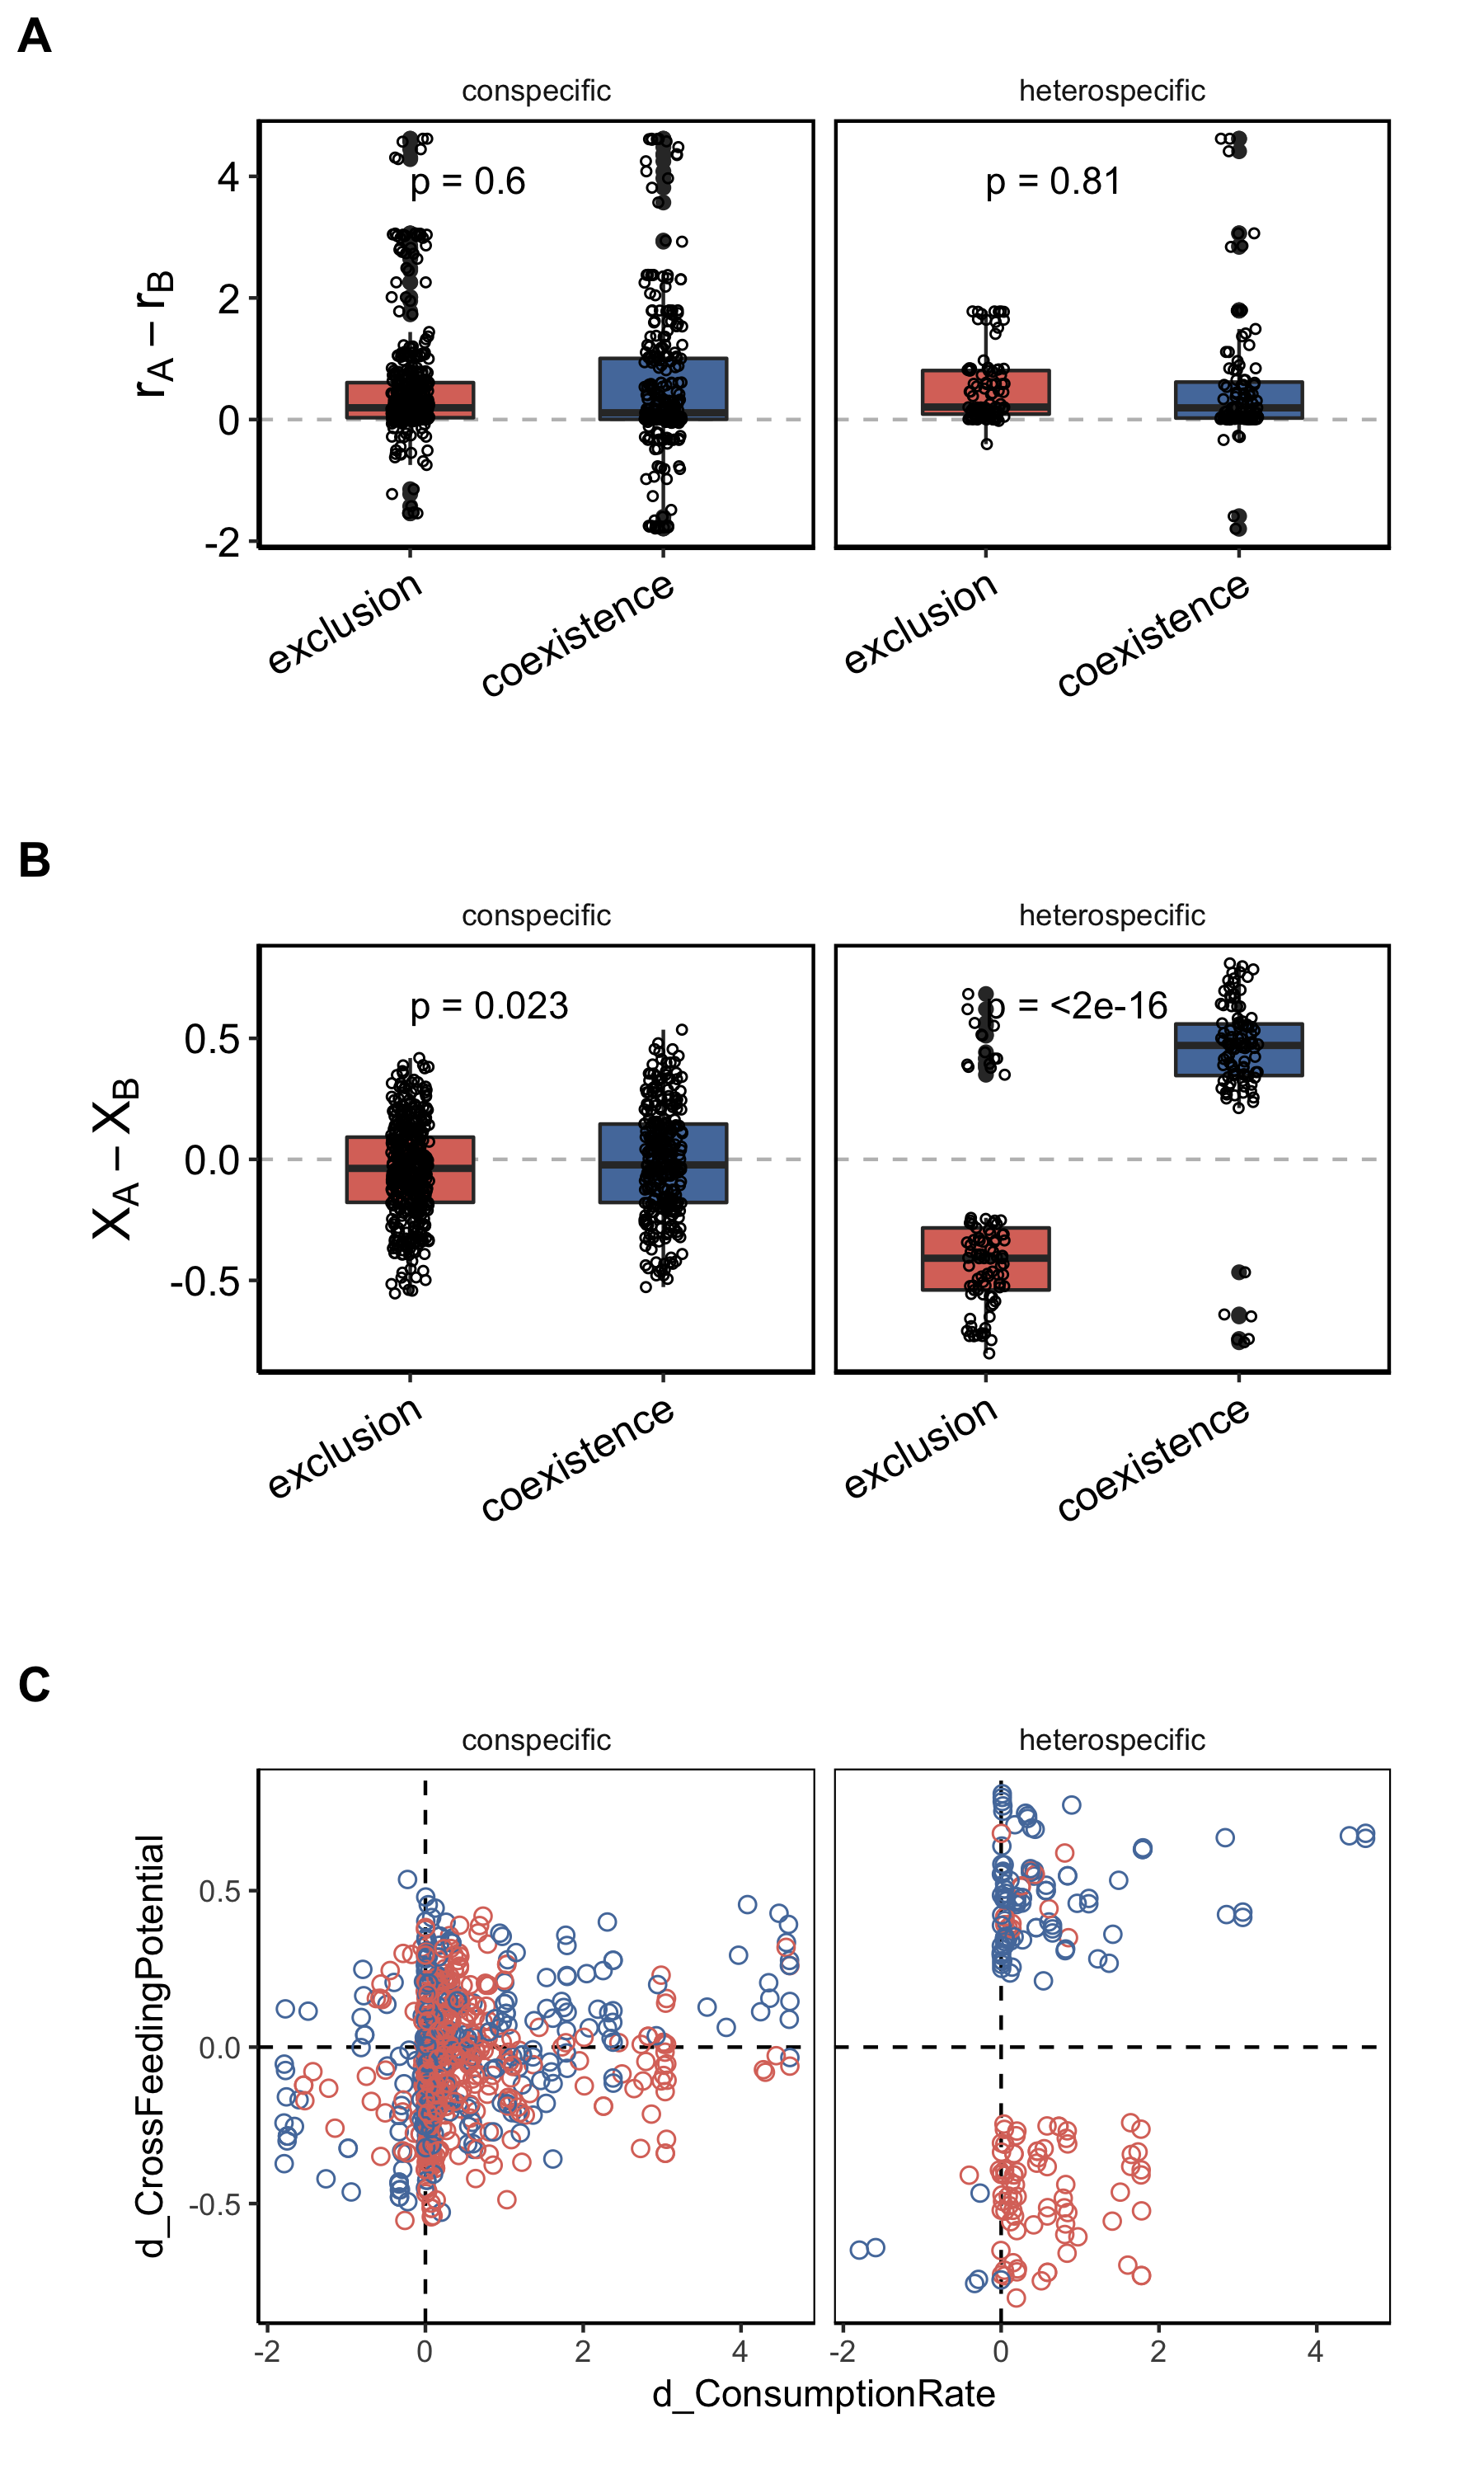 A
conspecific
heterospecific
4
2
0
-2
rA – rB
p = 0.6
p = 0.81
exclusion
coexistence
exclusion
coexistence
B
conspecific
heterospecific
0.5
0.0
-0.5
XA – XB
p = 0.023
= <2e-16
exclusion
coexistence
exclusion
coexistence
C
conspecific
heterospecific
0.5
0.0
-0.5
d_CrossFeedingPotential
-2
0
2
4
-2
0
2
4
d_ConsumptionRate